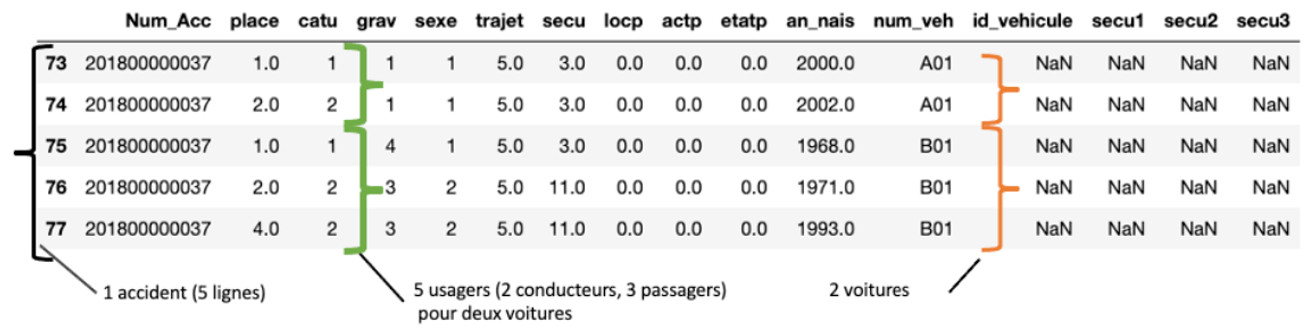 Num_Acc place catu grav sexe trajet secu locp actp etatp an_nais num_veh id_vehicule secu1 secu2 secu3
73 201800000037 1.0 1 1 1 5.0 3.0 0.0 0.0 0.0 2000.0 A01 NaN NaN NaN NaN
74 201800000037 2.0 2 1 1 5.0 3.0 0.0 0.0 0.0 2002.0 A01 NaN NaN NaN NaN
75 201800000037 1.0 1 4 1 5.0 3.0 0.0 0.0 0.0 1968.0 B01 NaN NaN NaN NaN
76 201800000037 2.0 2 3 2 5.0 11.0 0.0 0.0 0.0 1971.0 B01 NaN NaN NaN NaN
77 201800000037 4.0 2 3 2 5.0 11.0 0.0 0.0 0.0 1993.0 B01 NaN NaN NaN NaN
1 accident (5 lignes)
5 usagers (2 conducteurs, 3 passagers)
pour deux voitures
2 voitures